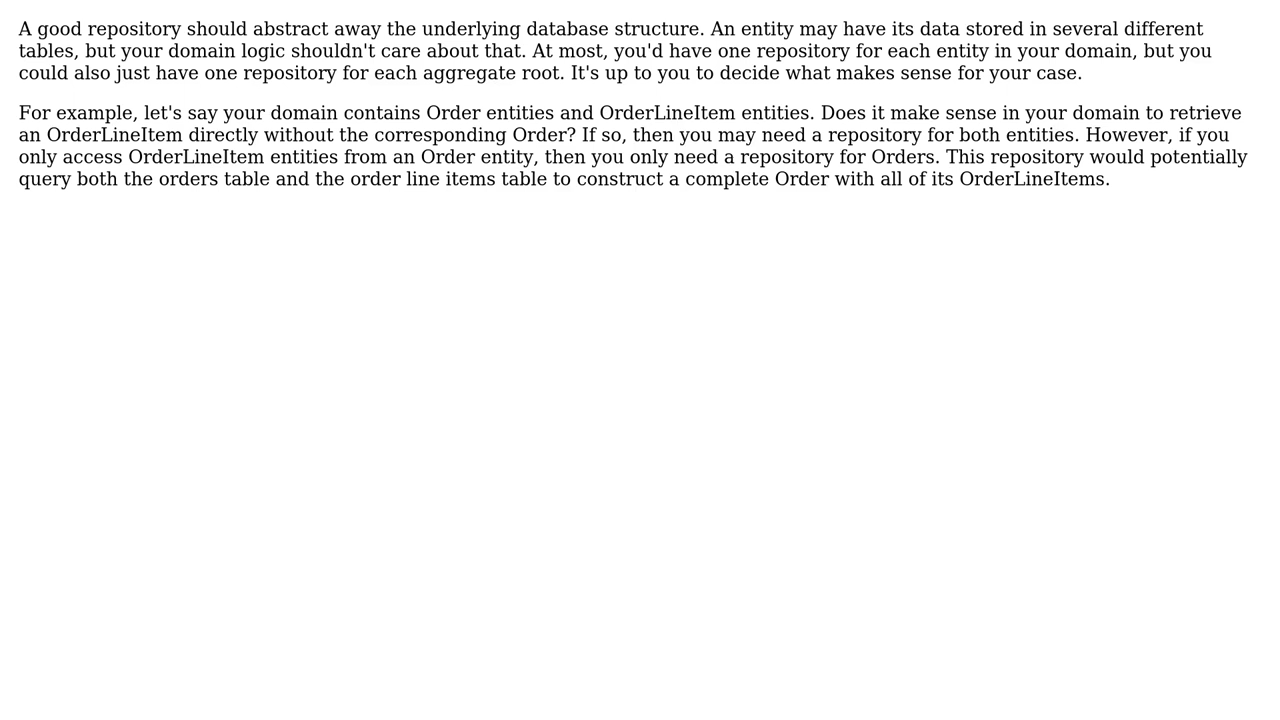 A good repository should abstract away the underlying database structure. An entity may have its data stored in several different
tables, but your domain logic shouldn't care about that. At most, you'd have one repository for each entity in your domain, but you
could also just have one repository for each aggregate root. It's up to you to decide what makes sense for your case.
For example, let's say your domain contains Order entities and OrderLineItem entities. Does it make sense in your domain to retrieve
an OrderLineItem directly without the corresponding Order? If so, then you may need a repository for both entities. However, if you
only access OrderLineItem entities from an Order entity, then you only need a repository for Orders. This repository would potentially
query both the orders table and the order line items table to construct a complete Order with all of its OrderLineItems.